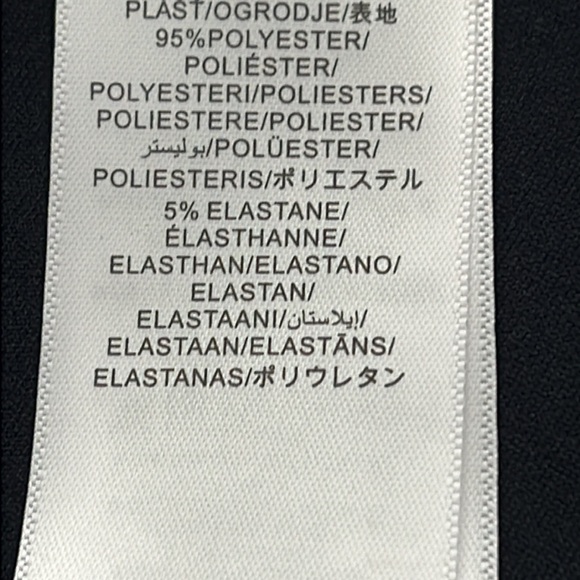 PLAST/OGRODJE/表地
95%POLYESTER/
POLIÉSTER/
POLYESTERI/POLIESTERS/
POLIESTERE/POLIESTER/
بوليستر/POLÜESTER/
POLIESTERIS/ポリエステル
5% ELASTANE/
ÉLASTHANNE/
ELASTHAN/ELASTANO/
ELASTAN/
ELASTAANI/إيلاستان/
ELASTAAN/ELASTĀNS/
ELASTANAS/ポリウレタン